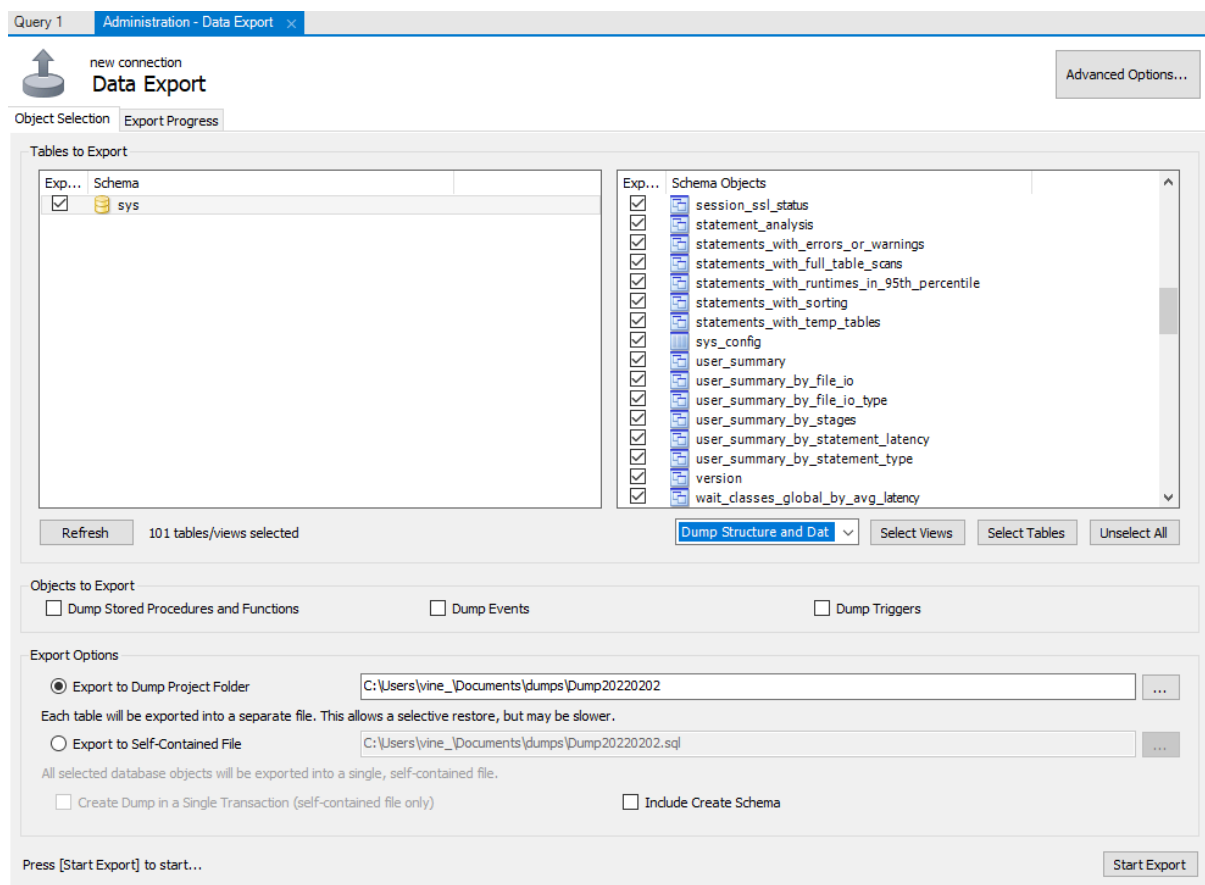 Query 1 Administration - Data Export ×
new connection
Data Export
Advanced Options...
Object Selection Export Progress
Tables to Export
Exp... Schema
sys
Exp... Schema Objects
session_ssl_status
statement_analysis
statements_with_errors_or_warnings
statements_with_full_table_scans
statements_with_runtimes_in_95th_percentile
statements_with_sorting
statements_with_temp_tables
sys_config
user_summary
user_summary_by_file_io
user_summary_by_file_io_type
user_summary_by_stages
user_summary_by_statement_latency
user_summary_by_statement_type
version
wait_classes_global_by_avg_latency
Refresh 101 tables/views selected Dump Structure and Dat Select Views Select Tables Unselect All
Objects to Export
Dump Stored Procedures and Functions Dump Events Dump Triggers
Export Options
Export to Dump Project Folder C:\Users\vine_\Documents\dumps\Dump20220202 ...
Each table will be exported into a separate file. This allows a selective restore, but may be slower.
Export to Self-Contained File C:\Users\vine_\Documents\dumps\Dump20220202.sql ...
All selected database objects will be exported into a single, self-contained file.
Create Dump in a Single Transaction (self-contained file only) Include Create Schema
Press [Start Export] to start... Start Export